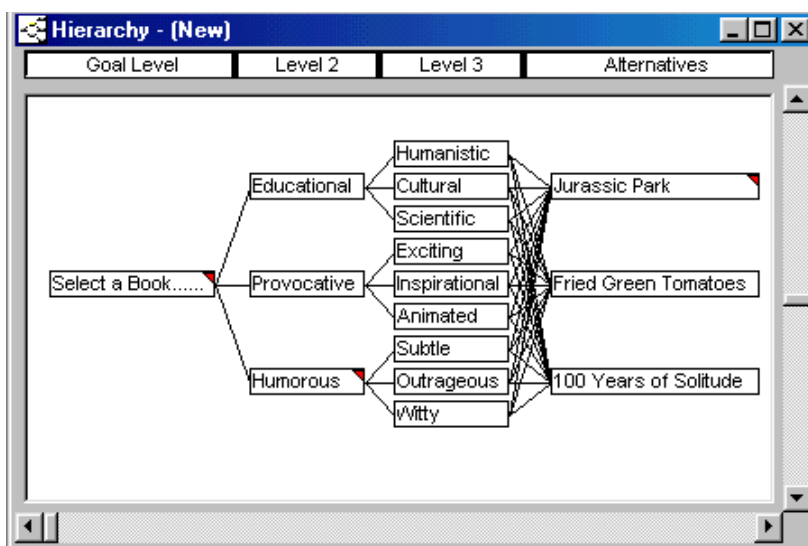 Hierarchy - (New)
Goal Level
Level 2
Level 3
Alternatives
Select a Book......
Educational
Provocative
Humorous
Humanistic
Cultural
Scientific
Exciting
Inspirational
Animated
Subtle
Outrageous
Witty
Jurassic Park
Fried Green Tomatoes
100 Years of Solitude